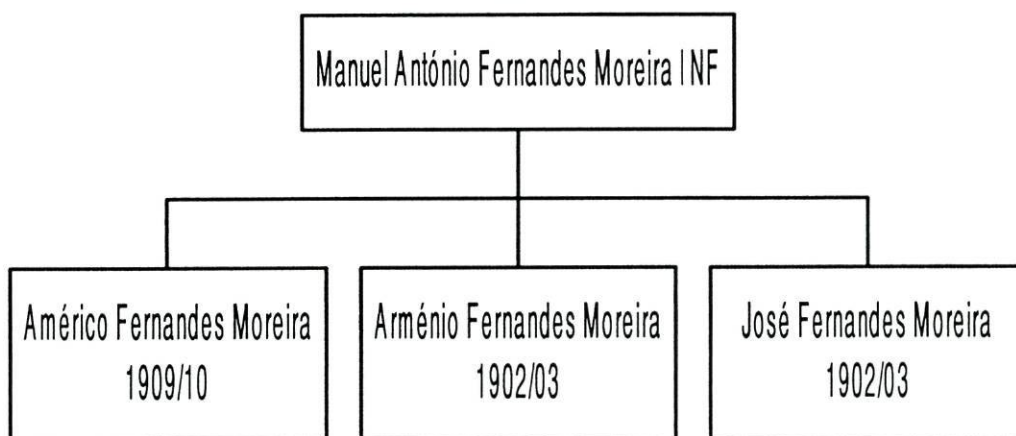 Manuel António Fernandes Moreira I NF
Américo Fernandes Moreira
1909/10
Arménio Fernandes Moreira
1902/03
José Fernandes Moreira
1902/03